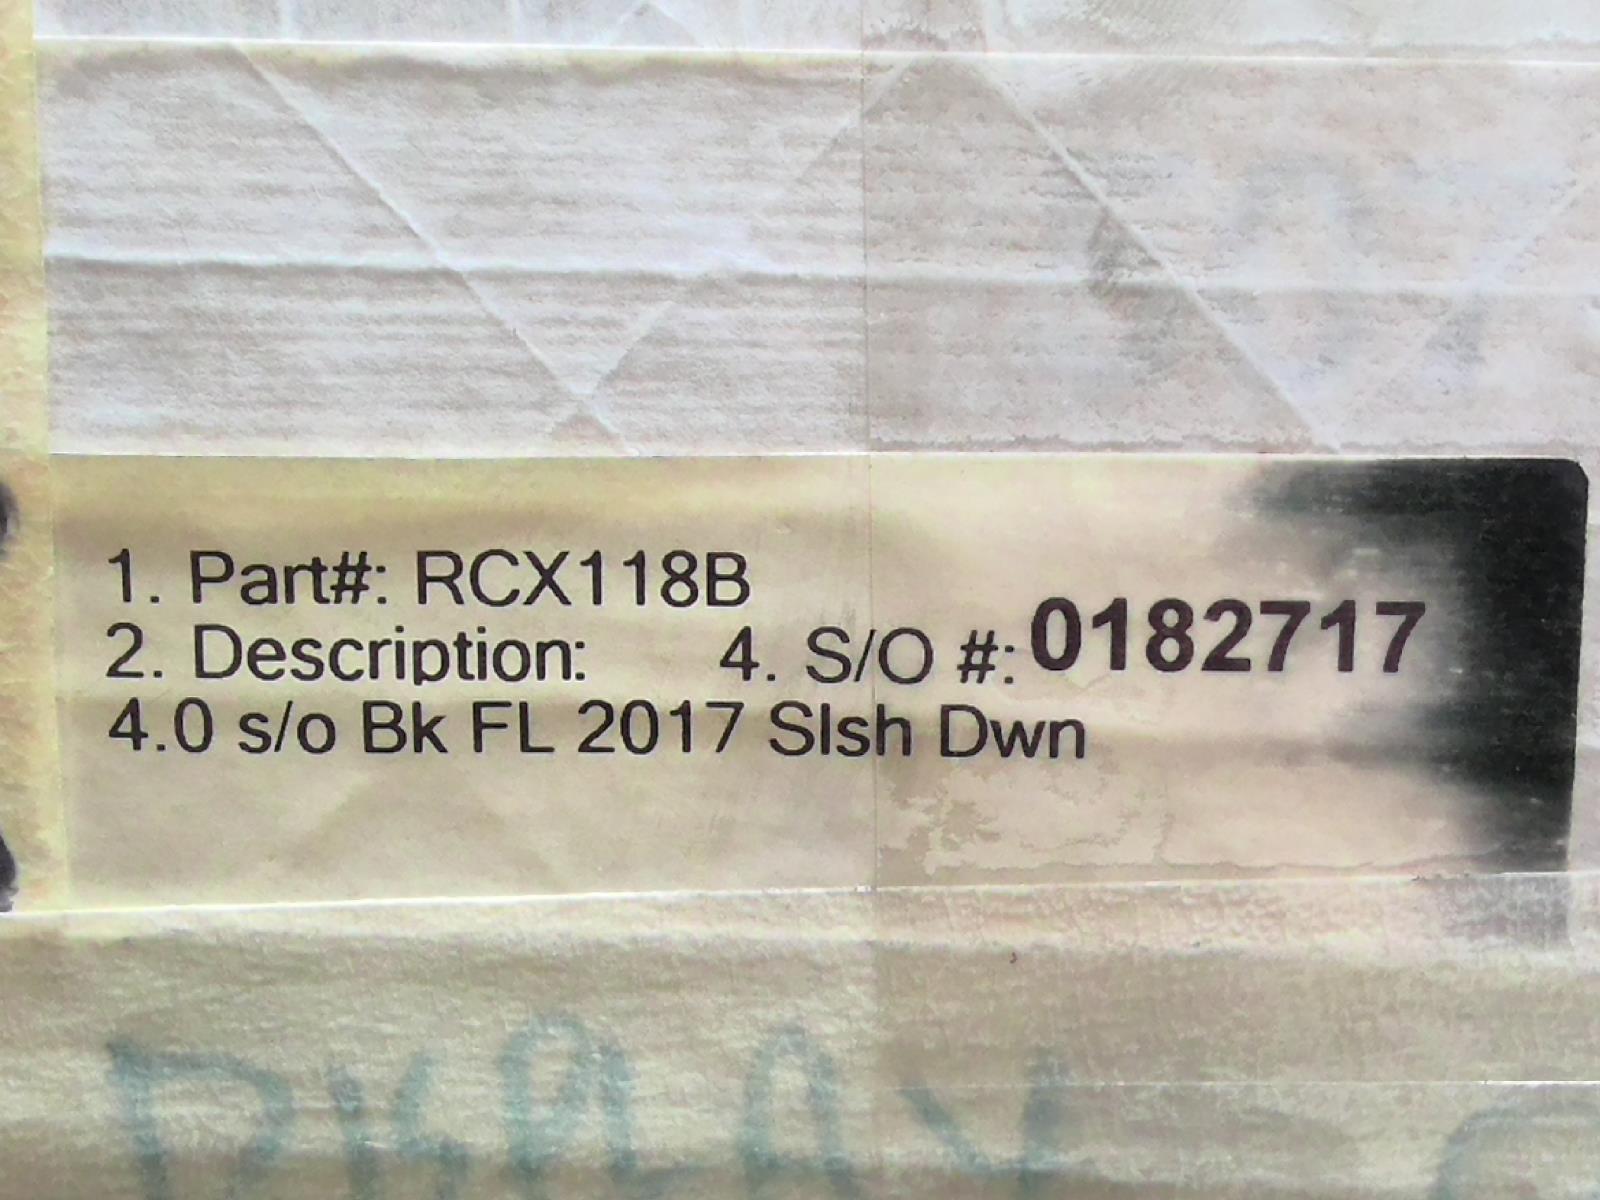 1. Part#: RCX118B
2. Description: 4. S/O #: 0182717
4.0 s/o Bk FL 2017 Slsh Dwn